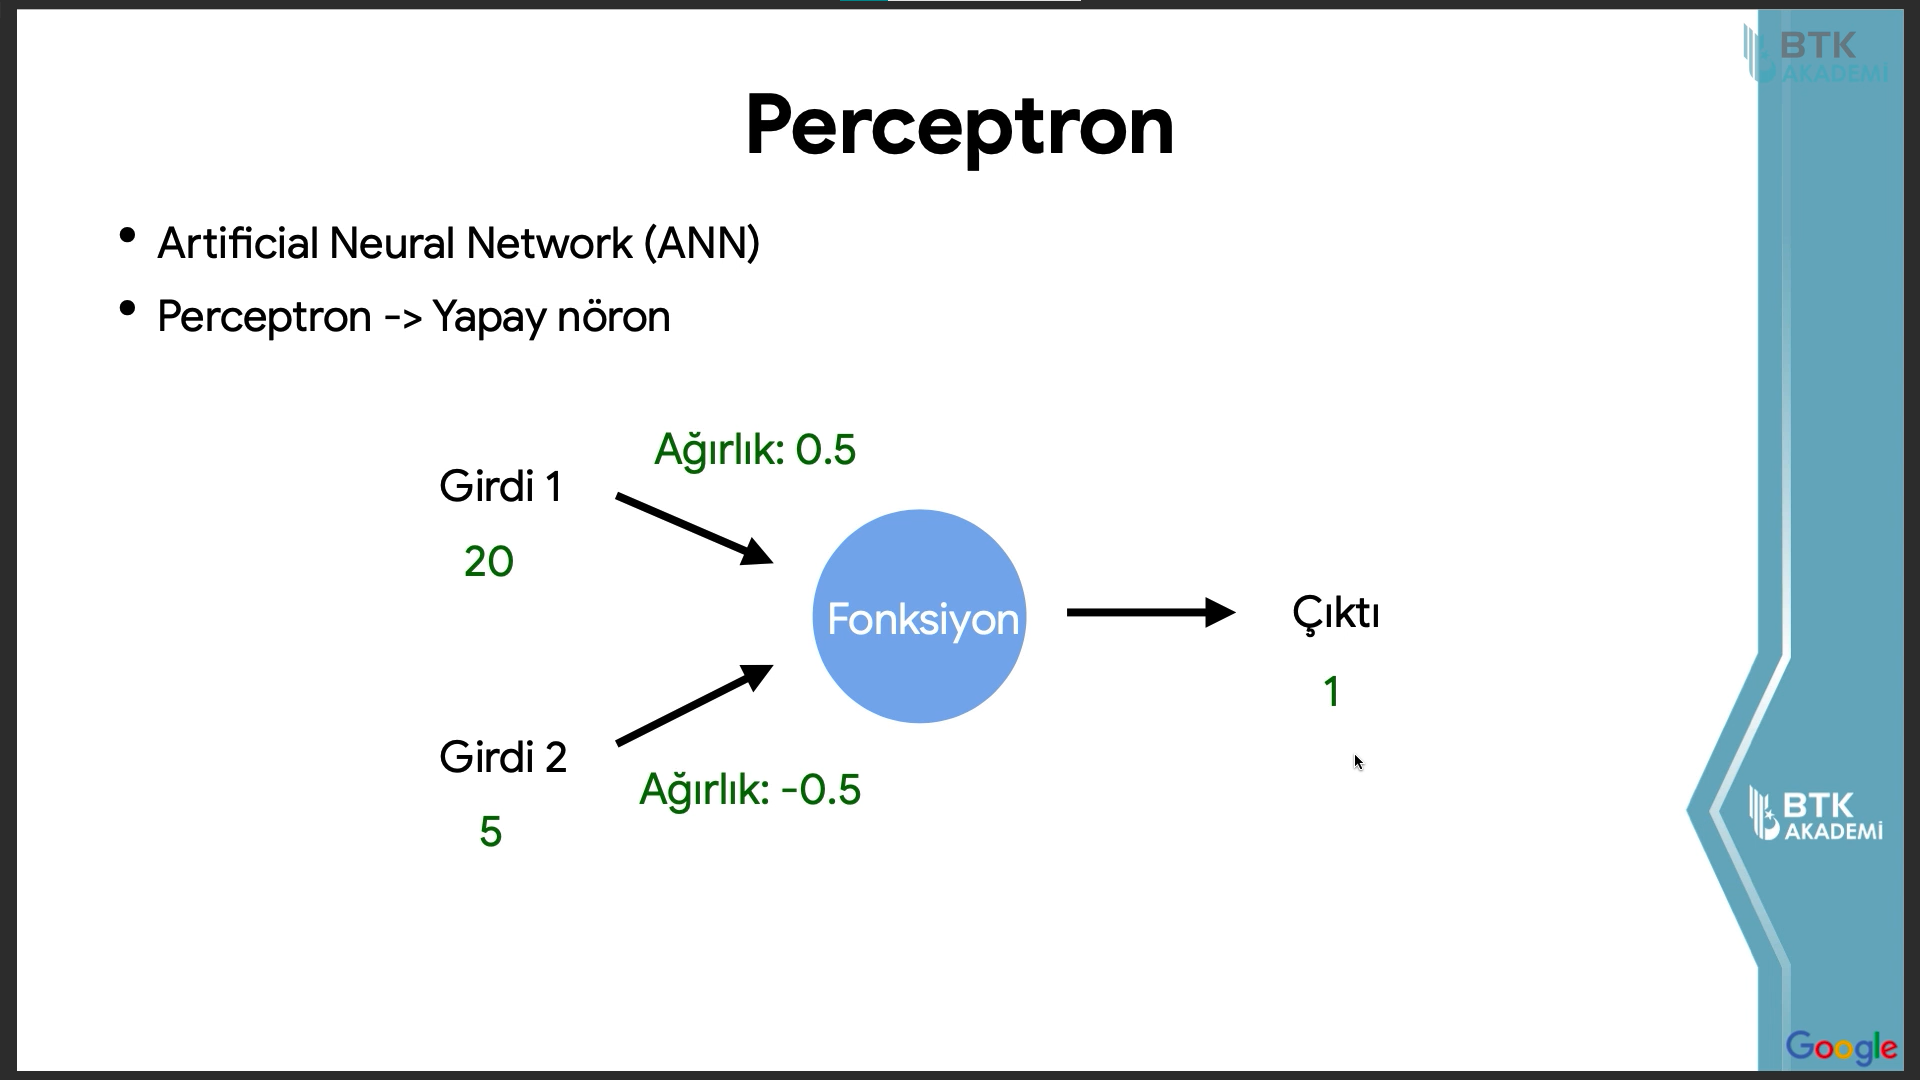 BTK
AKADEMİ
Perceptron
• Artificial Neural Network (ANN)
• Perceptron -> Yapay nöron
Ağırlık: 0.5
Girdi 1
20
Fonksiyon
Çıktı
1
Girdi 2
Ağırlık: -0.5
5
BTK
AKADEMİ
Google